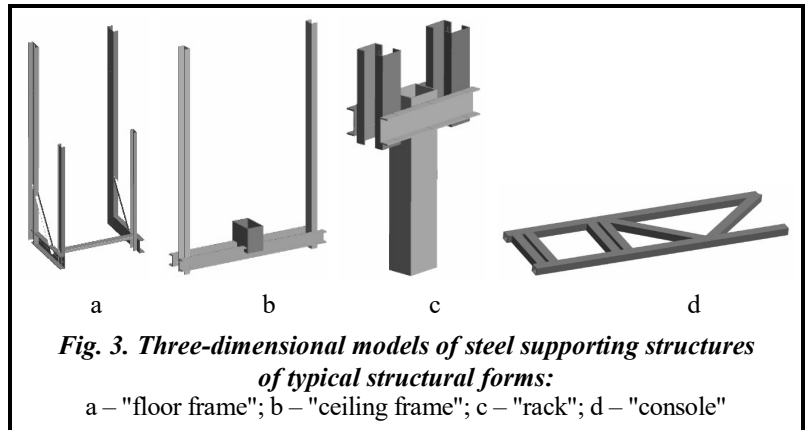 a b c d
Fig. 3. Three-dimensional models of steel supporting structures
of typical structural forms:
a – "floor frame"; b – "ceiling frame"; c – "rack"; d – "console"